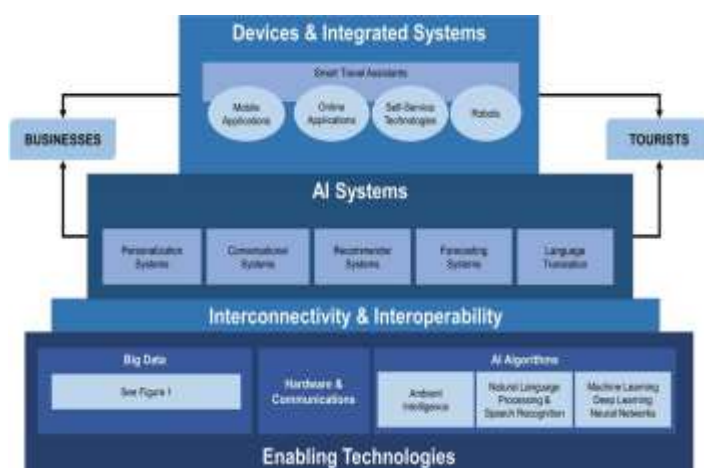 Devices & Integrated Systems
Smart Travel Assistants
Mobile
Applications
Online
Applications
Self-Service
Technologies
Robots
BUSINESSES
TOURISTS
AI Systems
Personalization
Systems
Conversational
Systems
Recommender
Systems
Forecasting
Systems
Language
Translation
Interconnectivity & Interoperability
Big Data
See Figure 1
Hardware &
Communications
AI Algorithms
Ambient
Intelligence
Natural Language
Processing &
Speech Recognition
Machine Learning
Deep Learning
Neural Networks
Enabling Technologies